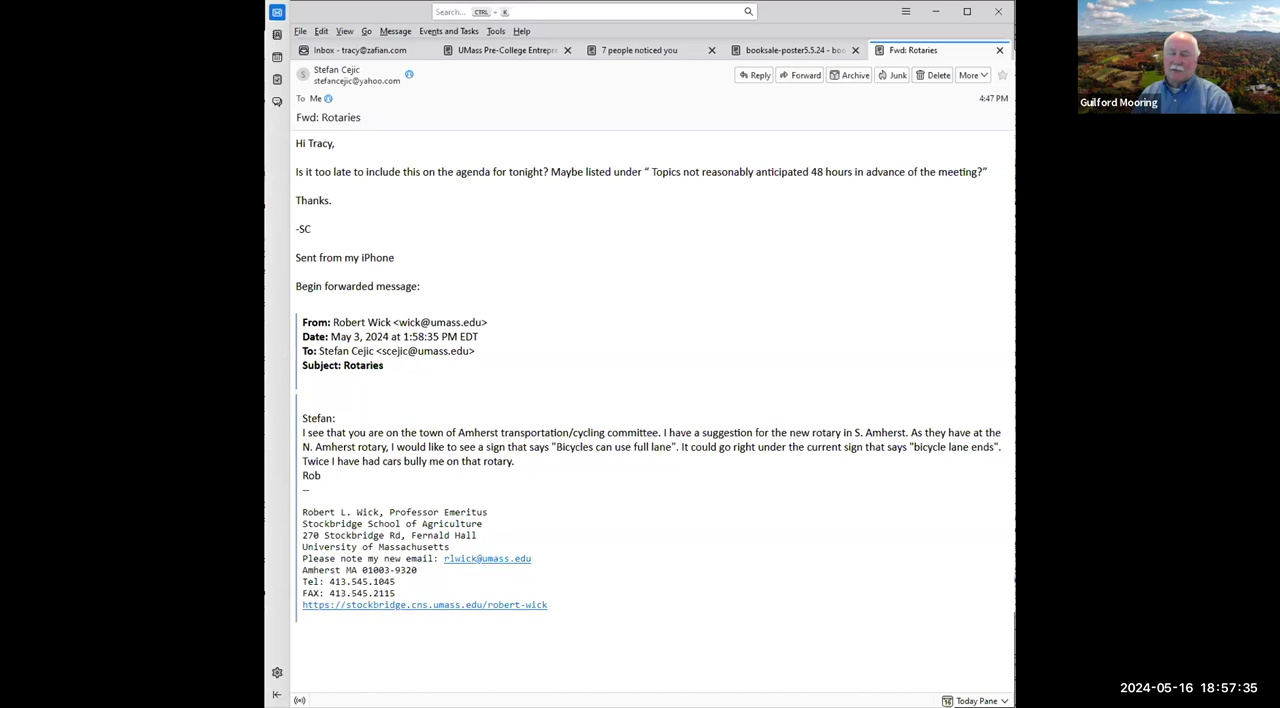 Search... CTRL + K
File Edit View Go Message Events and Tasks Tools Help
Inbox - tracy@zafian.com UMass Pre-College Entrepr 7 people noticed you booksale-poster5.5.24 - boo Fwd: Rotaries
S Stefan Cejic
stefancejic@yahoo.com
Reply Forward Archive Junk Delete More
To Me 4:47 PM
Fwd: Rotaries
Hi Tracy,
Is it too late to include this on the agenda for tonight? Maybe listed under “ Topics not reasonably anticipated 48 hours in advance of the meeting?”
Thanks.
-SC
Sent from my iPhone
Begin forwarded message:
From: Robert Wick <wick@umass.edu>
Date: May 3, 2024 at 1:58:35 PM EDT
To: Stefan Cejic <scejic@umass.edu>
Subject: Rotaries
Stefan:
I see that you are on the town of Amherst transportation/cycling committee. I have a suggestion for the new rotary in S. Amherst. As they have at the
N. Amherst rotary, I would like to see a sign that says "Bicycles can use full lane". It could go right under the current sign that says "bicycle lane ends".
Twice I have had cars bully me on that rotary.
Rob
--
Robert L. Wick, Professor Emeritus
Stockbridge School of Agriculture
270 Stockbridge Rd, Fernald Hall
University of Massachusetts
Please note my new email: rlwick@umass.edu
Amherst MA 01003-9320
Tel: 413.545.1045
FAX: 413.545.2115
https://stockbridge.cns.umass.edu/robert-wick
16 Today Pane
Guilford Mooring
2024-05-16 18:57:35